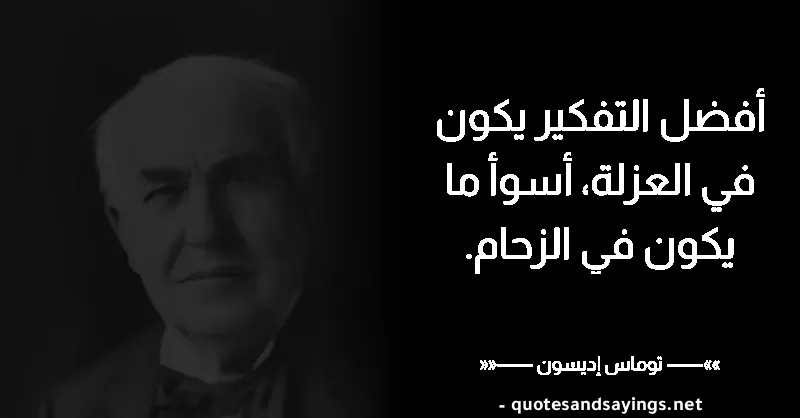 أفضل التفكير يكون
في العزلة، أسوأ ما
يكون في الزحام.
»»—— توماس إديسون ——««
- quotesandsayings.net